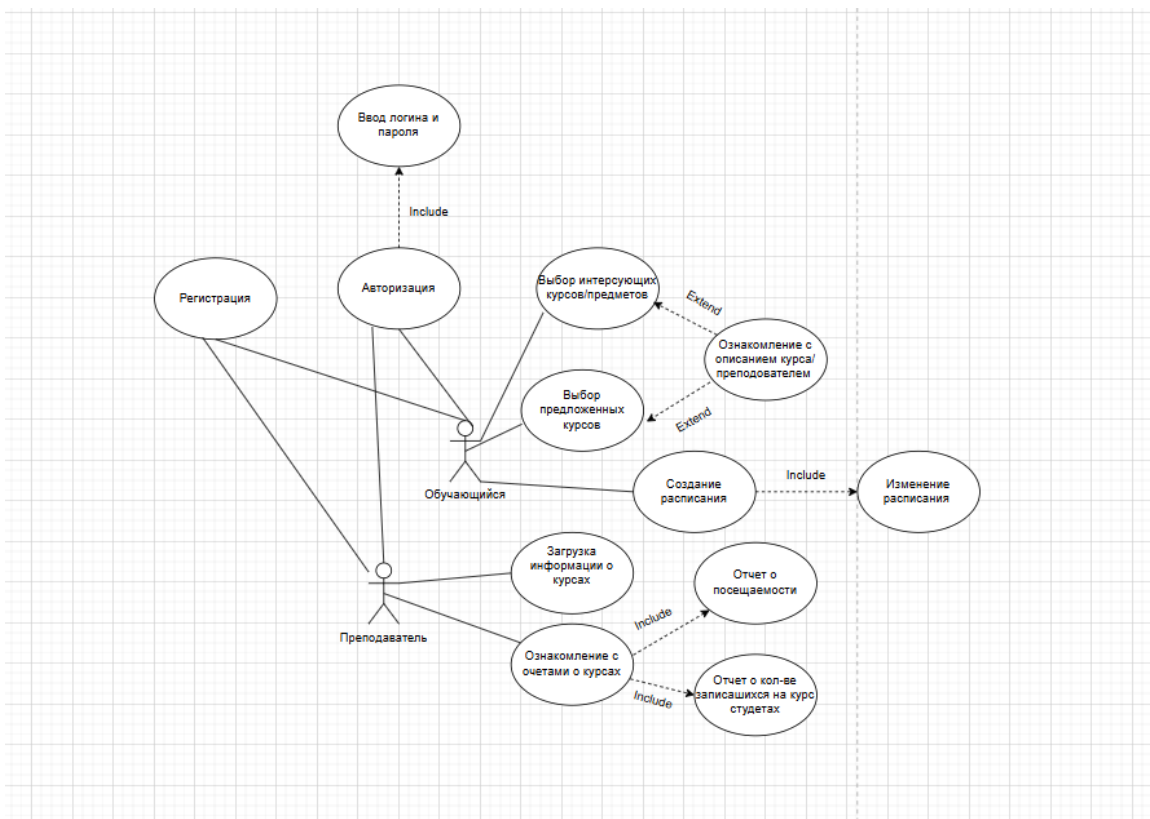 Ввод логина и
пароля
Include
Регистрация
Авторизация
Выбор интерсующих
курсов/предметов
Extend
Ознакомление с
описанием курса/
преподователем
Выбор
предложенных
курсов
Extend
Обучающийся
Создание
расписания
Include
Изменение
расписания
Загрузка
информации о
курсах
Отчет о
посещаемости
Include
Преподаватель
Ознакомление с
очетами о курсах
Include
Отчет о кол-ве
записашихся на курс
студетах